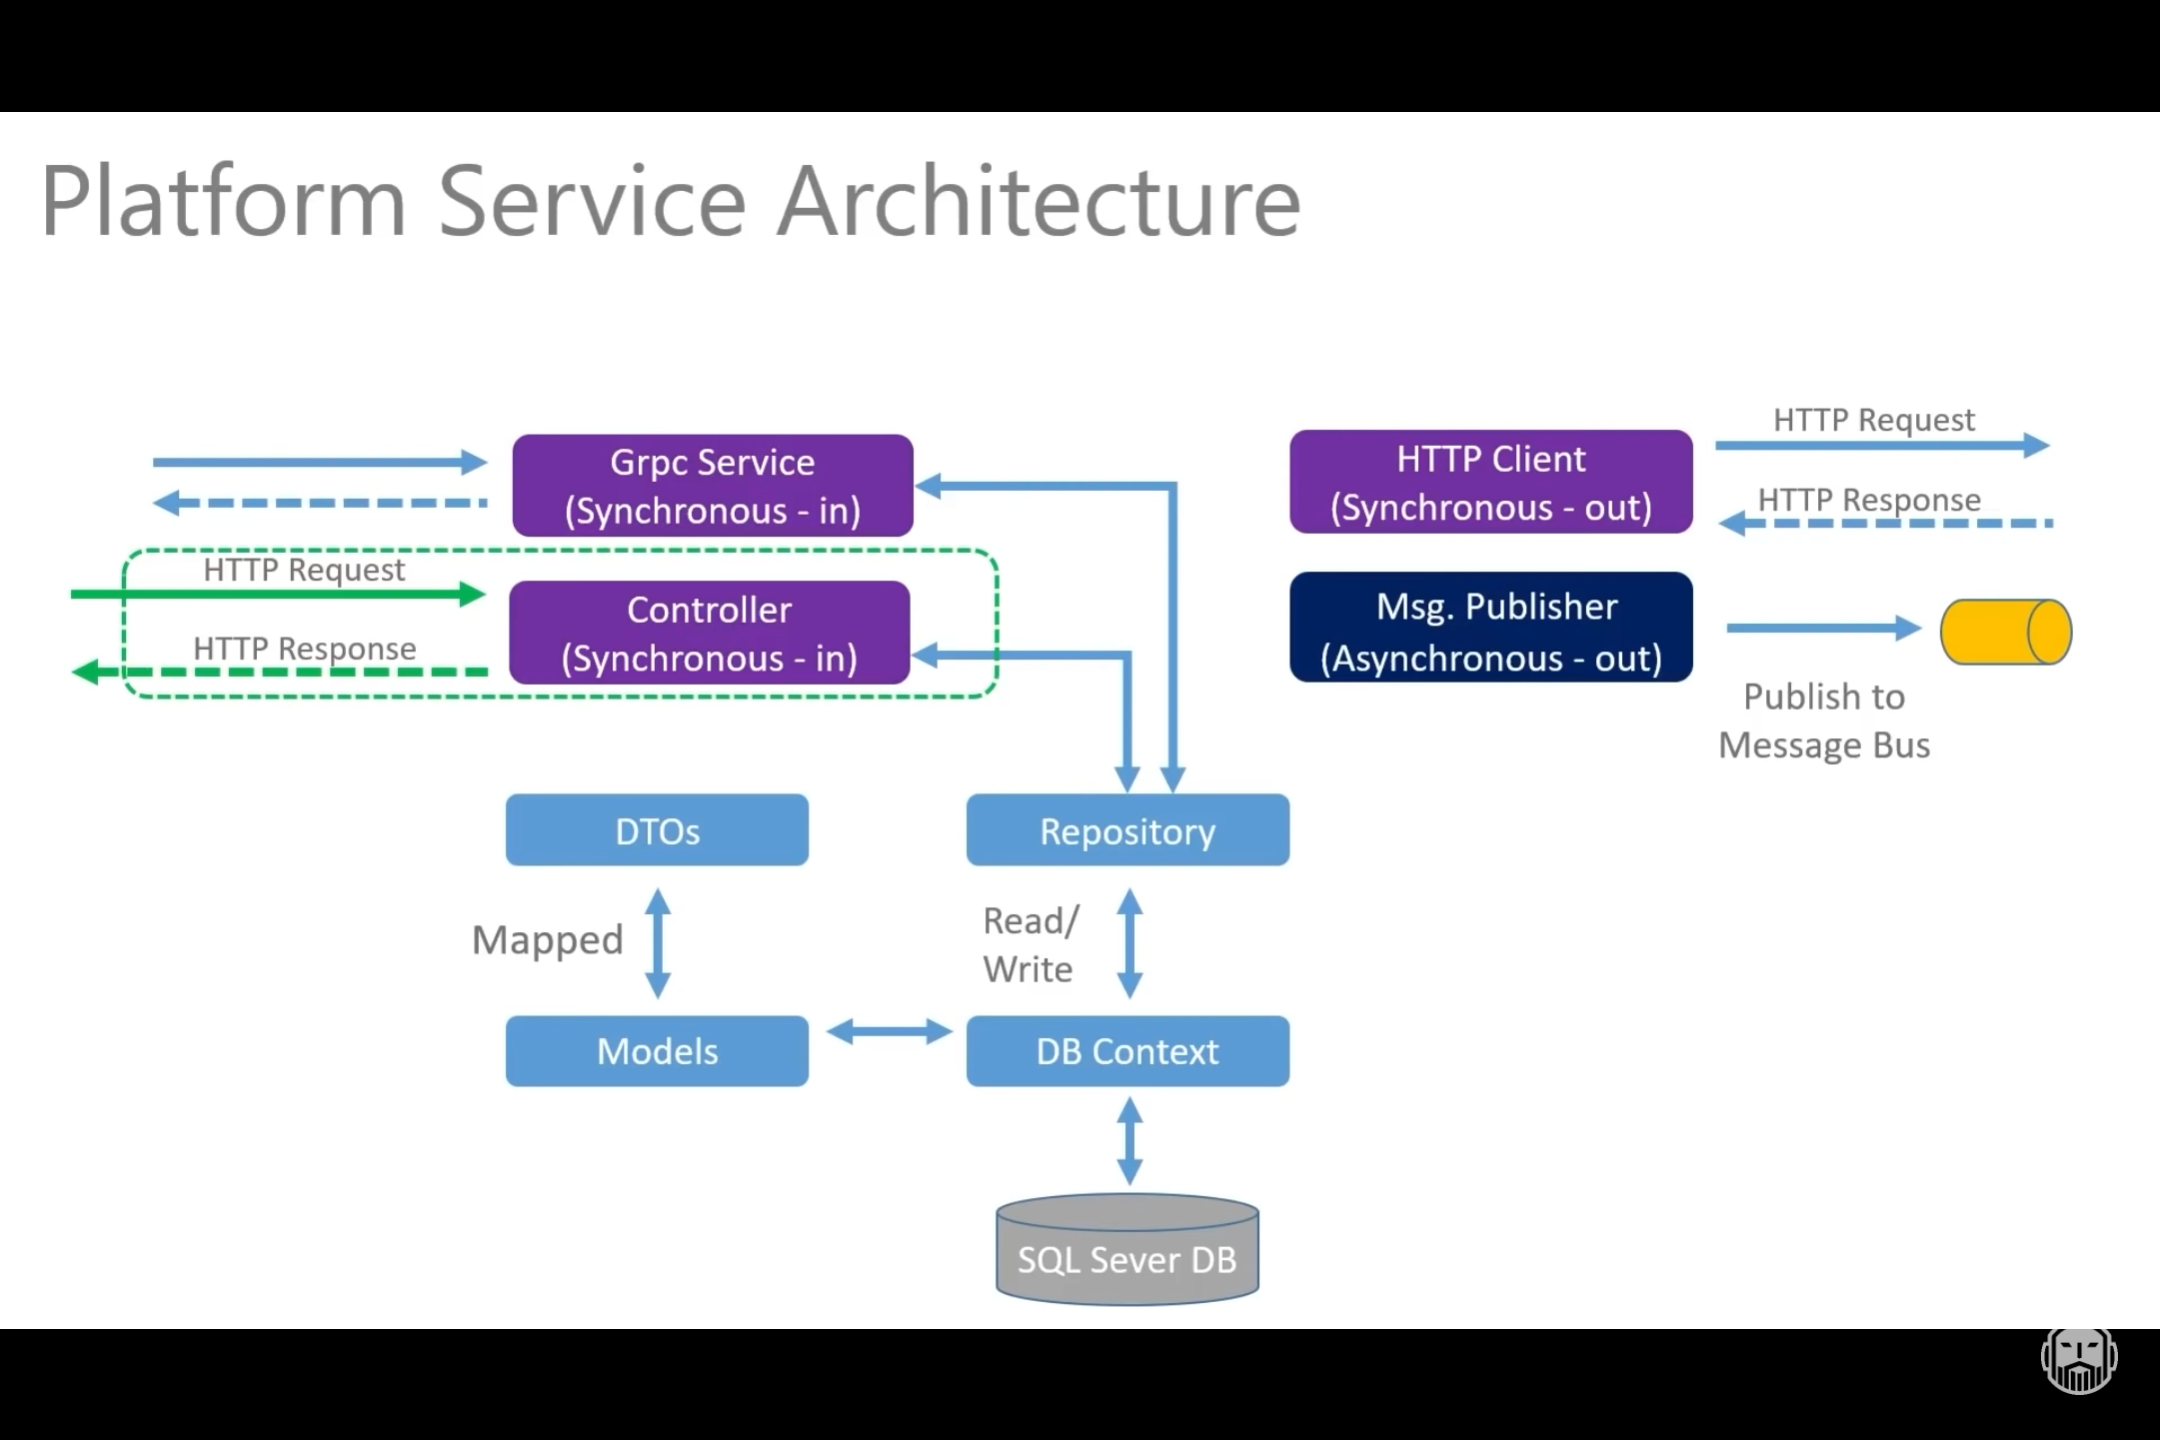 Platform Service Architecture
Grpc Service
(Synchronous - in)
HTTP Request
HTTP Response
Controller
(Synchronous - in)
HTTP Client
(Synchronous - out)
HTTP Request
HTTP Response
Msg. Publisher
(Asynchronous - out)
Publish to
Message Bus
DTOs
Repository
Mapped
Read/
Write
Models
DB Context
SQL Sever DB